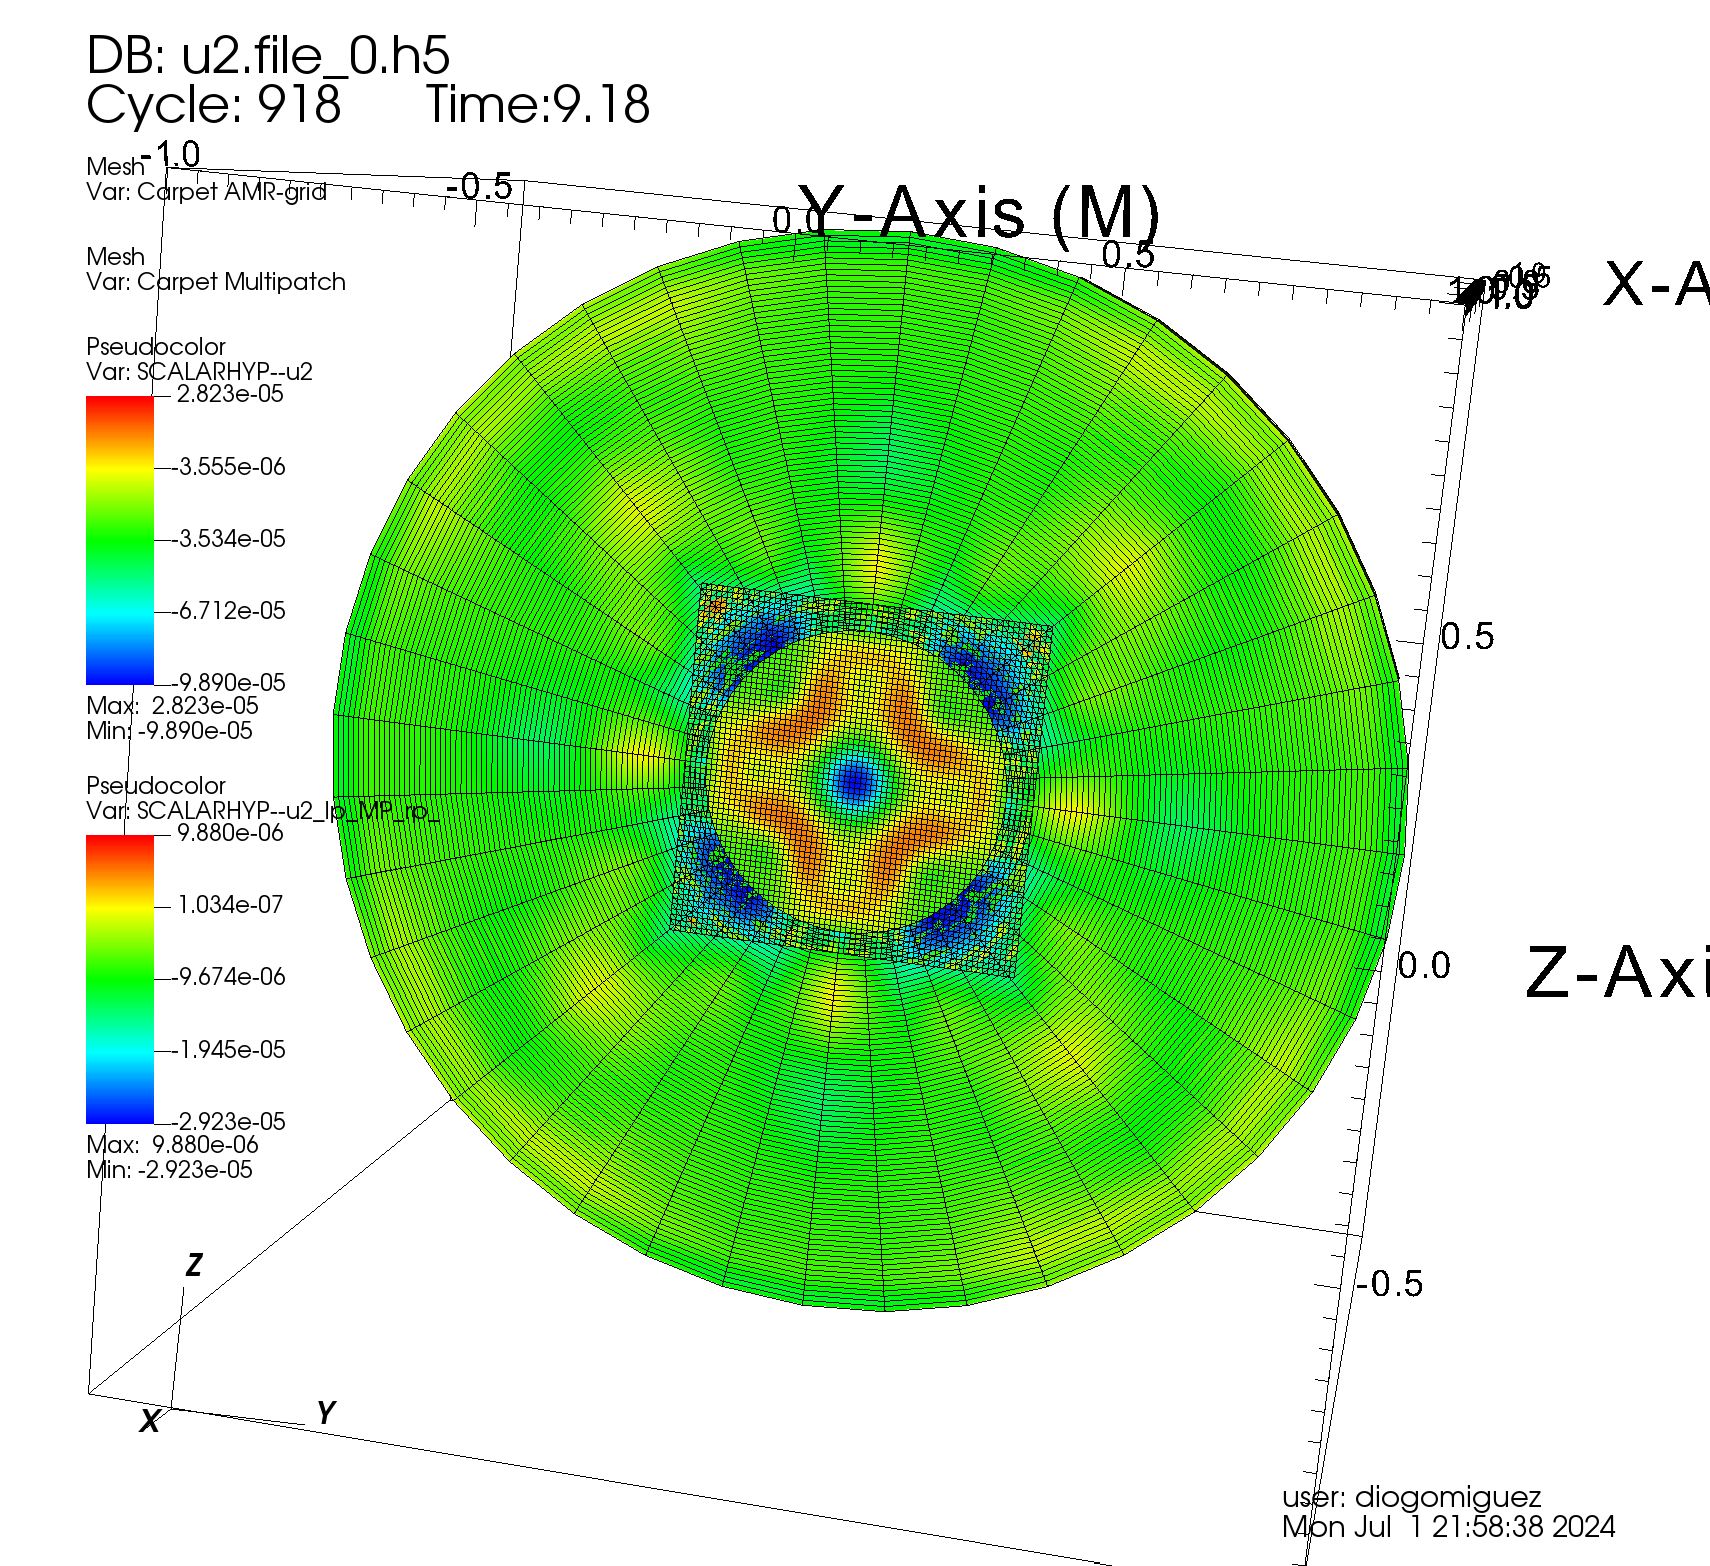 DB: u2.file_0.h5
Cycle: 918 Time:9.18
Mesh
Var: Carpet AMR-grid
Mesh
Var: Carpet Multipatch
Pseudocolor
Var: SCALARHYP--u2
2.823e-05
-3.555e-06
-3.534e-05
-6.712e-05
-9.890e-05
Max: 2.823e-05
Min: -9.890e-05
Pseudocolor
Var: SCALARHYP--u2_lp_MP_rp_
9.880e-06
1.034e-07
-9.674e-06
-1.945e-05
-2.923e-05
Max: 9.880e-06
Min: -2.923e-05
-1.0
-0.5
0.0
Y-Axis (M)
0.5
X-A
0.5
0.0
Z-Axi
-0.5
Z
X
Y
user: diogomiguez
Mon Jul 1 21:58:38 2024